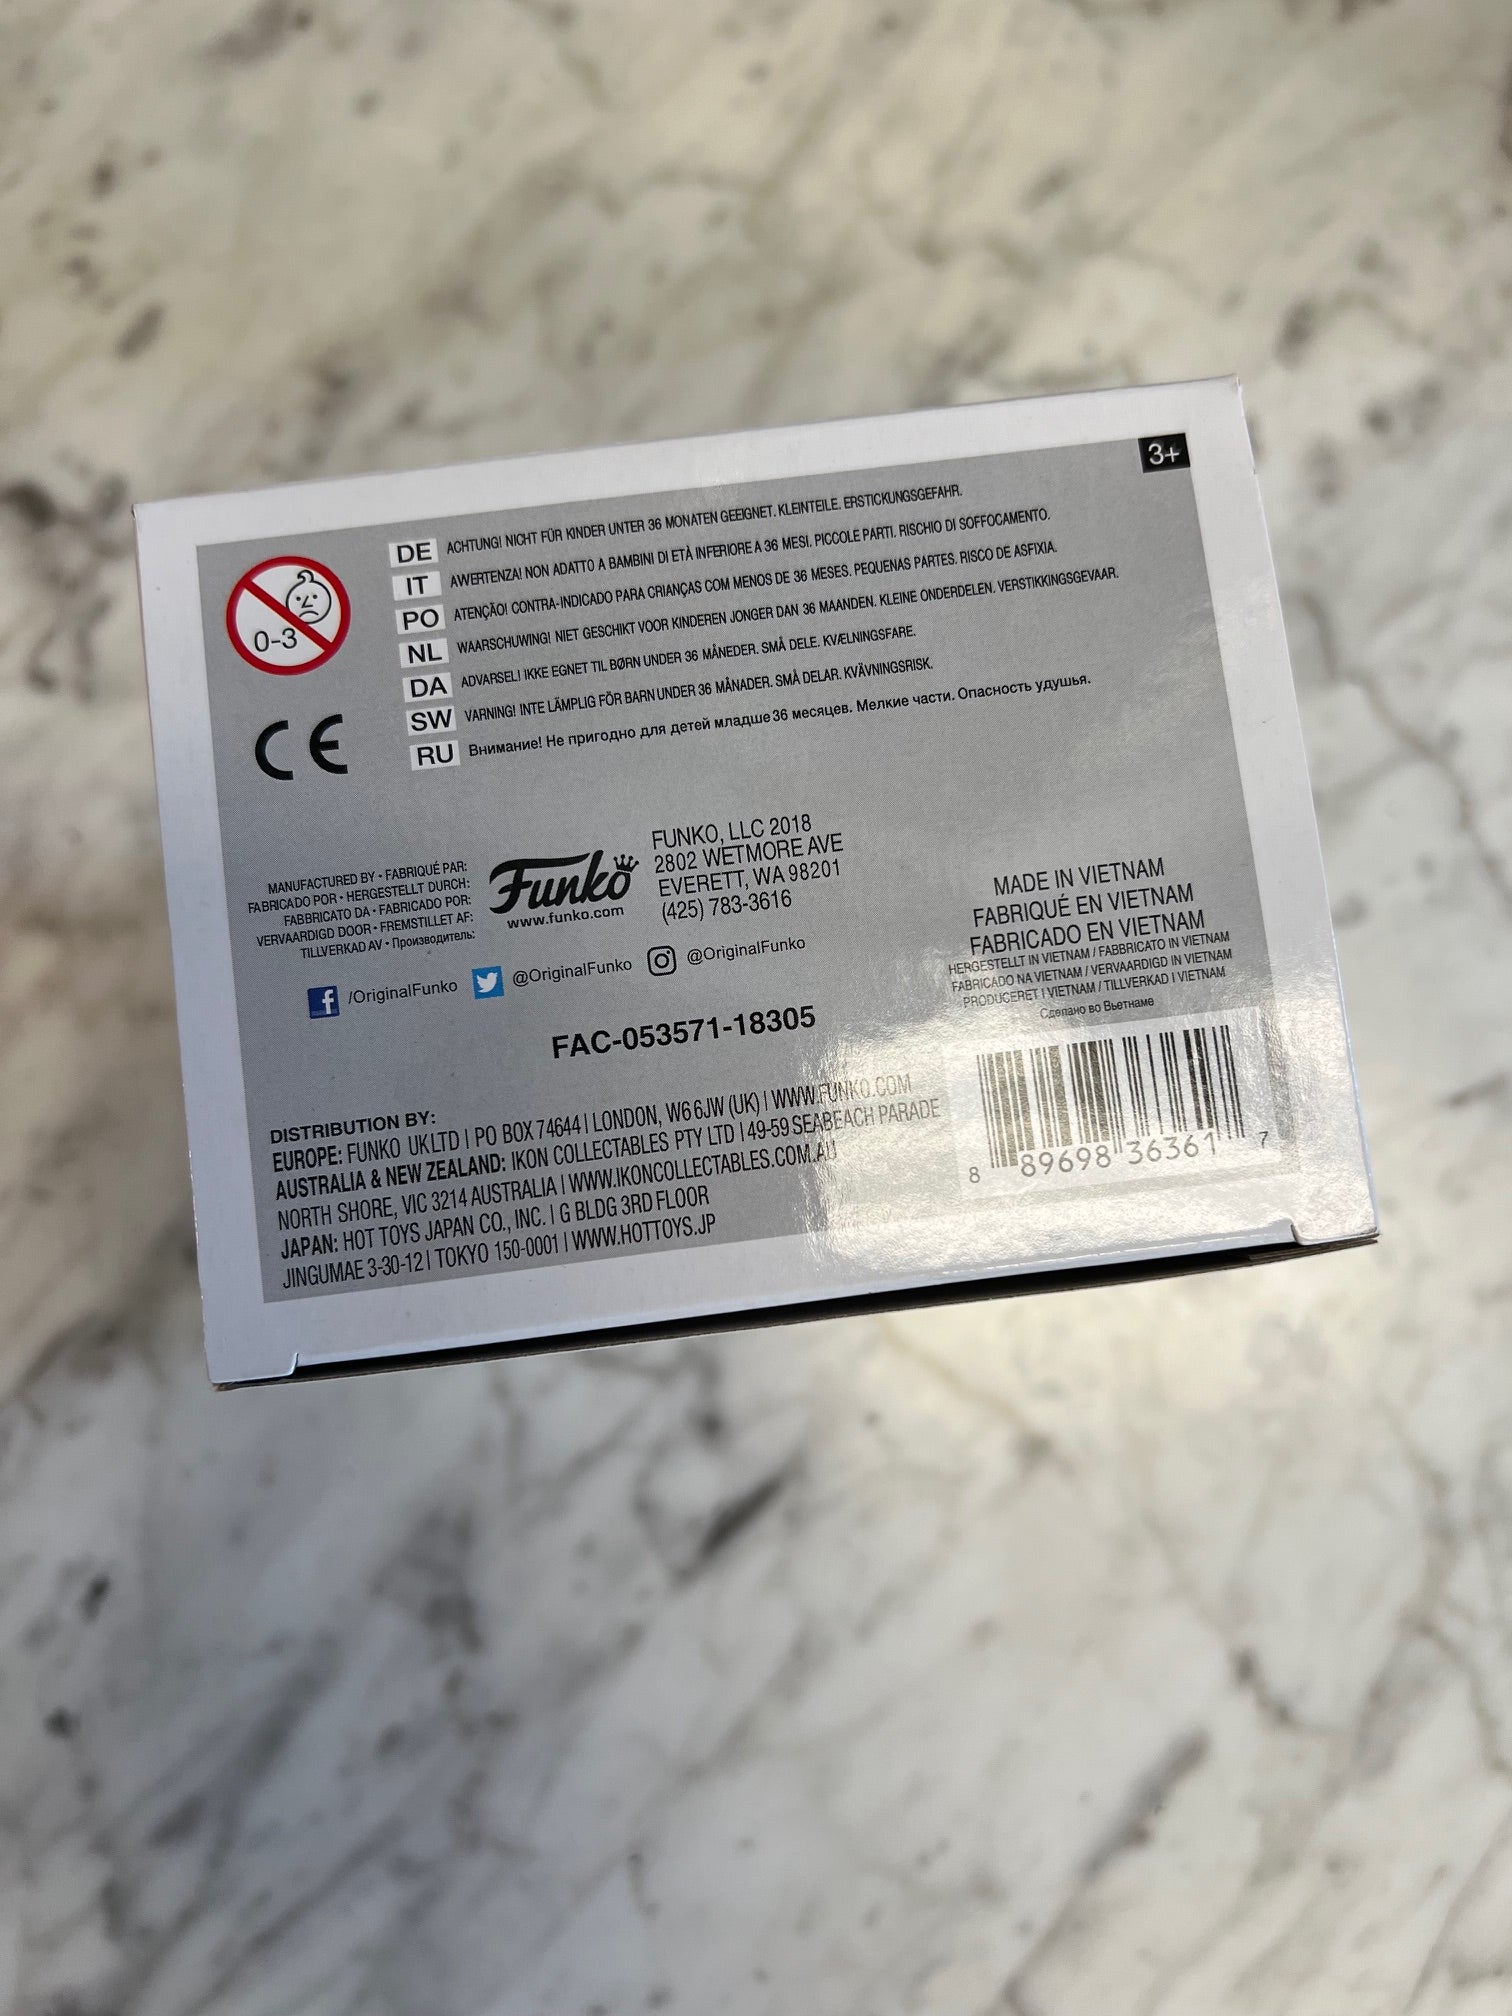 3+
0-3
DE ACHTUNG! NICHT FÜR KINDER UNTER 36 MONATEN GEEIGNET. KLEINTEILE. ERSTICKUNGSGEFAHR.
IT AWERTENZA! NON ADATTO A BAMBINI DI ETÀ INFERIORE A 36 MESI. PICCOLE PARTI. RISCHIO DI SOFFOCAMENTO.
PO ATENÇÃO! CONTRA-INDICADO PARA CRIANÇAS COM MENOS DE 36 MESES. PEQUENAS PARTES. RISCO DE ASFIXIA.
NL WAARSCHUWING! NIET GESCHIKT VOOR KINDEREN JONGER DAN 36 MAANDEN. KLEINE ONDERDELEN. VERSTIKKINGSGEVAAR.
DA ADVARSEL! IKKE EGNET TIL BØRN UNDER 36 MÅNEDER. SMÅ DELE. KVÆLNINGSFARE.
SW VARNING! INTE LÄMPLIG FÖR BARN UNDER 36 MÅNADER. SMÅ DELAR. KVÄVNINGSRISK.
RU Внимание! Не пригодно для детей младше 36 месяцев. Мелкие части. Опасность удушья.
CE
MANUFACTURED BY • FABRIQUÉ PAR:
FABRICADO POR • HERGESTELLT DURCH:
FABBRICATO DA • FABRICADO POR:
VERVAARDIGD DOOR • FREMSTILLET AF:
TILLVERKAD AV • Производитель:
Funko
www.funko.com
FUNKO, LLC 2018
2802 WETMORE AVE
EVERETT, WA 98201
(425) 783-3616
/OriginalFunko @OriginalFunko @OriginalFunko
FAC-053571-18305
MADE IN VIETNAM
FABRIQUÉ EN VIETNAM
FABRICADO EN VIETNAM
HERGESTELLT IN VIETNAM / FABBRICATO IN VIETNAM
FABRICADO NA VIETNAM / VERVAARDIGD IN VIETNAM
PRODUCERET I VIETNAM / TILLVERKAD I VIETNAM
Сделано во Вьетнаме
DISTRIBUTION BY:
EUROPE: FUNKO UK LTD | PO BOX 74644 | LONDON, W6 6JW (UK) | WWW.FUNKO.COM
AUSTRALIA & NEW ZEALAND: IKON COLLECTABLES PTY LTD | 49-59 SEABEACH PARADE
NORTH SHORE, VIC 3214 AUSTRALIA | WWW.IKONCOLLECTABLES.COM.AU
JAPAN: HOT TOYS JAPAN CO., INC. | G BLDG 3RD FLOOR
JINGUMAE 3-30-12 | TOKYO 150-0001 | WWW.HOTTOYS.JP
8 89698 36361 7